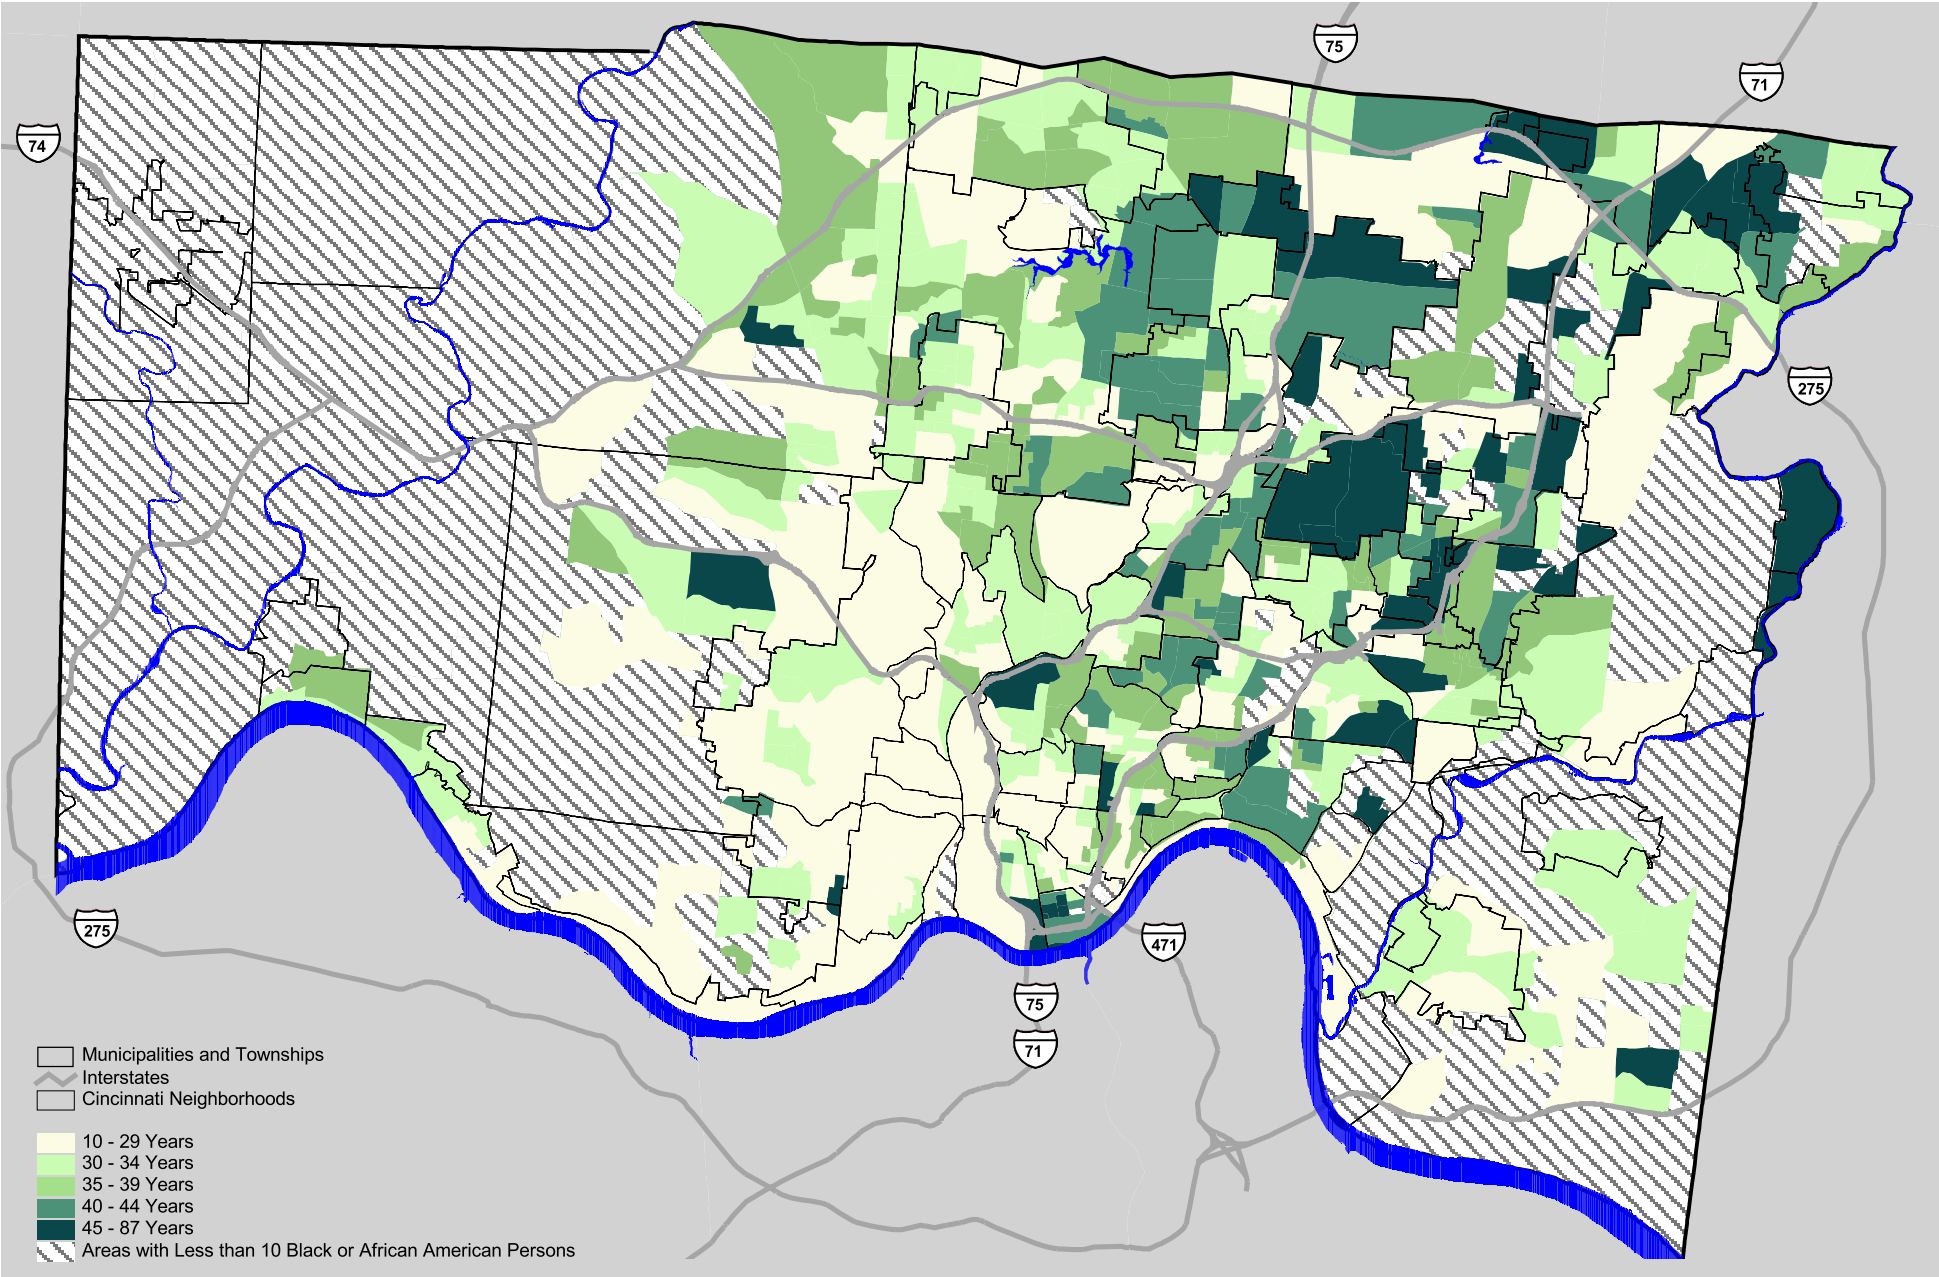 75
71
74
275
275
471
75
71
Municipalities and Townships
Interstates
Cincinnati Neighborhoods
10 - 29 Years
30 - 34 Years
35 - 39 Years
40 - 44 Years
45 - 87 Years
Areas with Less than 10 Black or African American Persons